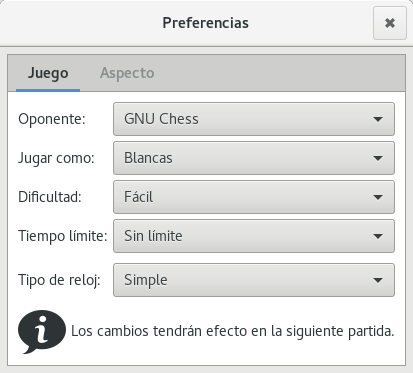 Preferencias
Juego Aspecto
Oponente: GNU Chess
Jugar como: Blancas
Dificultad: Fácil
Tiempo límite: Sin límite
Tipo de reloj: Simple
Los cambios tendrán efecto en la siguiente partida.